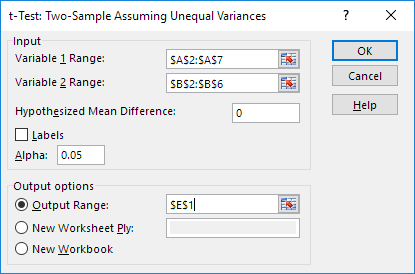 t-Test: Two-Sample Assuming Unequal Variances
Input
Variable 1 Range: $A$2:$A$7
Variable 2 Range: $B$2:$B$6
Hypothesized Mean Difference: 0
Labels
Alpha: 0.05
Output options
Output Range: $E$1
New Worksheet Ply:
New Workbook
OK
Cancel
Help